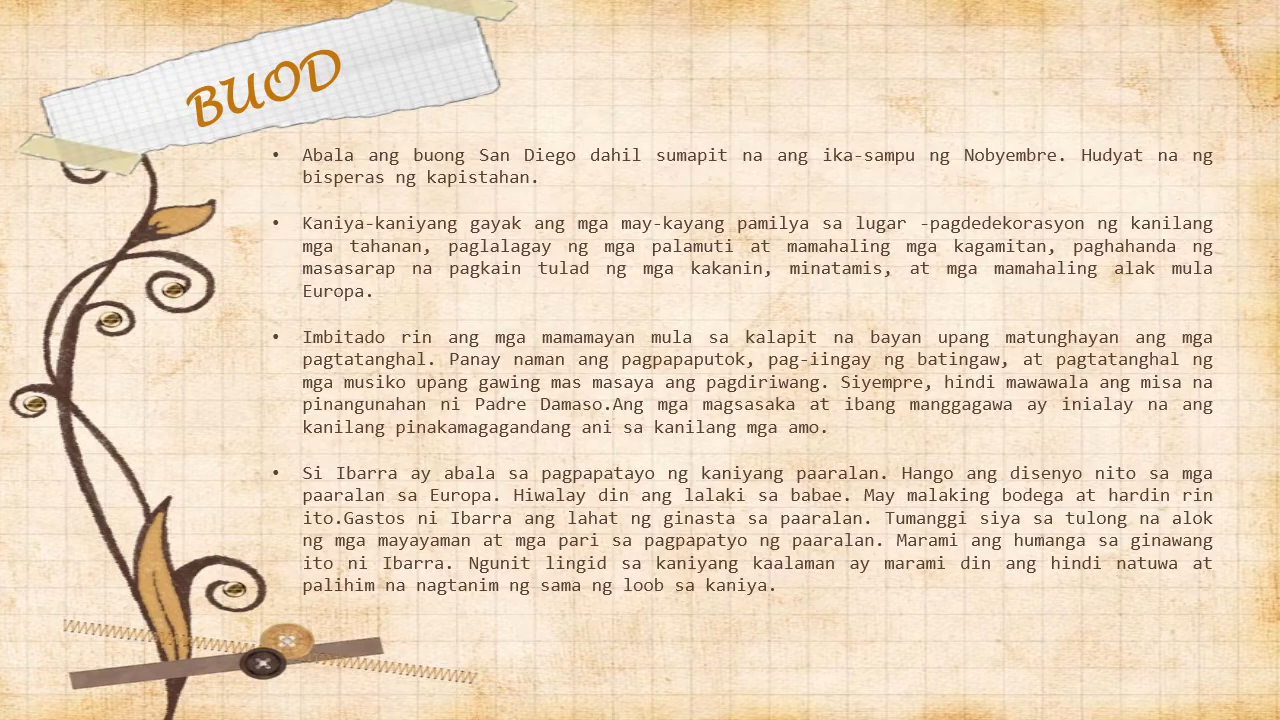 BUOD
• Abala ang buong San Diego dahil sumapit na ang ika-sampu ng Nobyembre. Hudyat na ng
bisperas ng kapistahan.
• Kaniya-kaniyang gayak ang mga may-kayang pamilya sa lugar -pagdedekorasyon ng kanilang
mga tahanan, paglalagay ng mga palamuti at mamahaling mga kagamitan, paghahanda ng
masasarap na pagkain tulad ng mga kakanin, minatamis, at mga mamahaling alak mula
Europa.
• Imbitado rin ang mga mamamayan mula sa kalapit na bayan upang matunghayan ang mga
pagtatanghal. Panay naman ang pagpapaputok, pag-iingay ng batingaw, at pagtatanghal ng
mga musiko upang gawing mas masaya ang pagdiriwang. Siyempre, hindi mawawala ang misa na
pinangunahan ni Padre Damaso.Ang mga magsasaka at ibang manggagawa ay inialay na ang
kanilang pinakamagagandang ani sa kanilang mga amo.
• Si Ibarra ay abala sa pagpapatayo ng kaniyang paaralan. Hango ang disenyo nito sa mga
paaralan sa Europa. Hiwalay din ang lalaki sa babae. May malaking bodega at hardin rin
ito.Gastos ni Ibarra ang lahat ng ginasta sa paaralan. Tumanggi siya sa tulong na alok
ng mga mayayaman at mga pari sa pagpapatyo ng paaralan. Marami ang humanga sa ginawang
ito ni Ibarra. Ngunit lingid sa kaniyang kaalaman ay marami din ang hindi natuwa at
palihim na nagtanim ng sama ng loob sa kaniya.